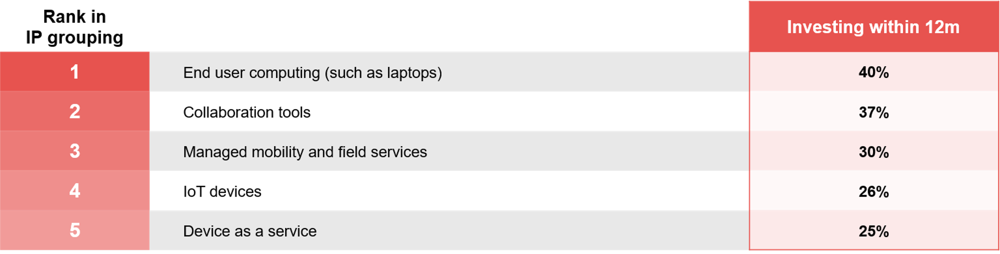 Rank in
IP grouping
Investing within 12m
1
End user computing (such as laptops)
40%
2
Collaboration tools
37%
3
Managed mobility and field services
30%
4
IoT devices
26%
5
Device as a service
25%